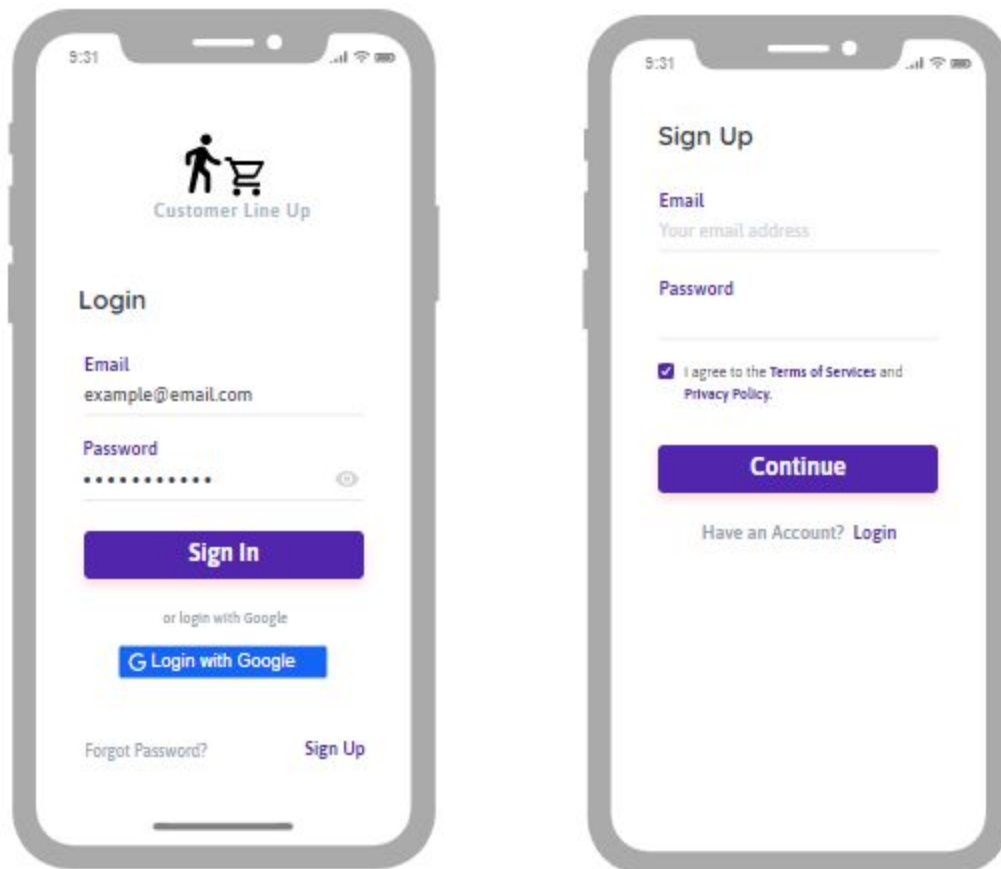 9:31
Customer Line Up
Login
Email
example@email.com
Password
•••••••••••
Sign In
or login with Google
G Login with Google
Forgot Password?
Sign Up
9:31
Sign Up
Email
Your email address
Password
I agree to the Terms of Services and
Privacy Policy.
Continue
Have an Account? Login